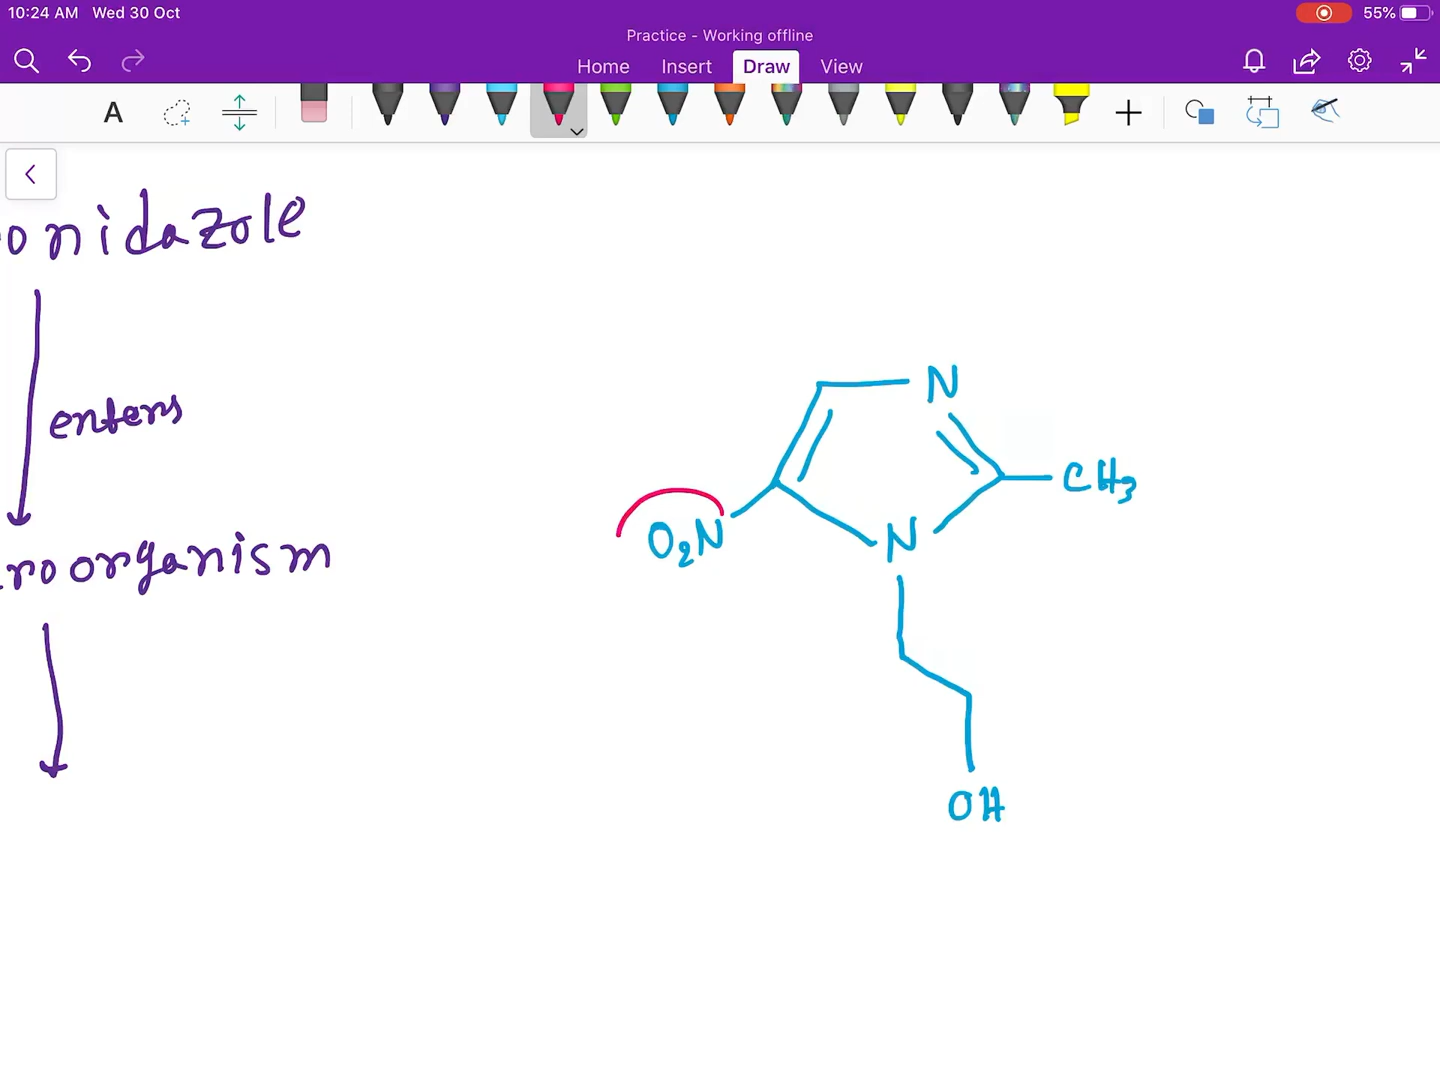 10:24 AM Wed 30 Oct
55%
Practice - Working offline
Home Insert Draw View
A
onidazole
enters
roorganism
N
CH3
O2N
N
OH